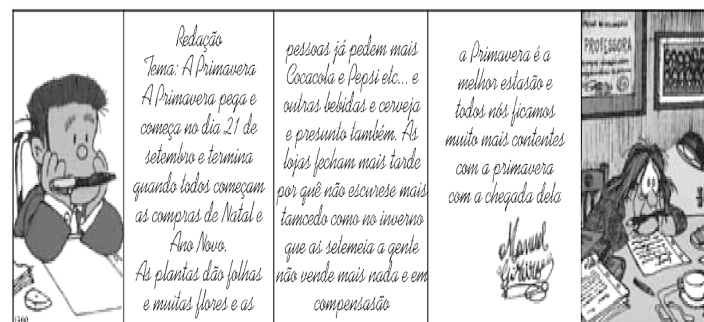 Redação
Tema: A Primavera
A Primavera pega e
começa no dia 21 de
setembro e termina
quando todos começam
as compras de Natal e
Ano Novo.
As plantas dão folhas
e muitas flores e as
pessoas já pedem mais
Cocacola e Pepsi etc... e
outras bebidas e cerveja
e presunto também. As
lojas fecham mais tarde
por quê não escurese mais
tamcedo como no inverno
que as setemeia a gente
não vende mais nada e em
compensasão
a Primavera é a
melhor estasão e
todos nós ficamos
muito mais contentes
com a primavera
com a chegada dela
Manuel
PROFESSORA